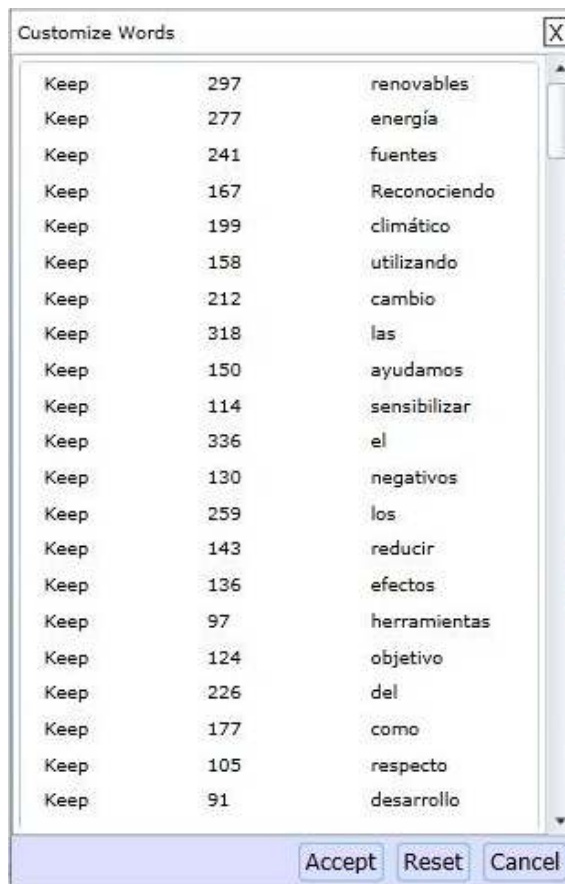 Customize Words X
Keep 297 renovables
Keep 277 energía
Keep 241 fuentes
Keep 167 Reconociendo
Keep 199 climático
Keep 158 utilizando
Keep 212 cambio
Keep 318 las
Keep 150 ayudamos
Keep 114 sensibilizar
Keep 336 el
Keep 130 negativos
Keep 259 los
Keep 143 reducir
Keep 136 efectos
Keep 97 herramientas
Keep 124 objetivo
Keep 226 del
Keep 177 como
Keep 105 respecto
Keep 91 desarrollo
Accept Reset Cancel